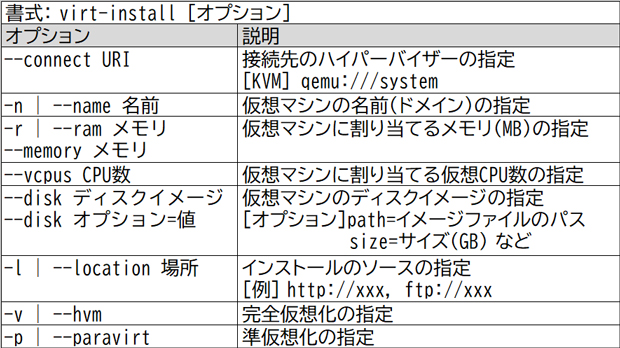 書式: virt-install [オプション]
オプション 説明
--connect URI 接続先のハイパーバイザーの指定
[KVM] qemu:///system
-n | --name 名前 仮想マシンの名前(ドメイン)の指定
-r | --ram メモリ 仮想マシンに割り当てるメモリ(MB)の指定
--memory メモリ
--vcpus CPU数 仮想マシンに割り当てる仮想CPU数の指定
--disk ディスクイメージ 仮想マシンのディスクイメージの指定
--disk オプション=値 [オプション]path=イメージファイルのパス
size=サイズ(GB) など
-l | --location 場所 インストールのソースの指定
[例] http://xxx, ftp://xxx
-v | --hvm 完全仮想化の指定
-p | --paravirt 準仮想化の指定